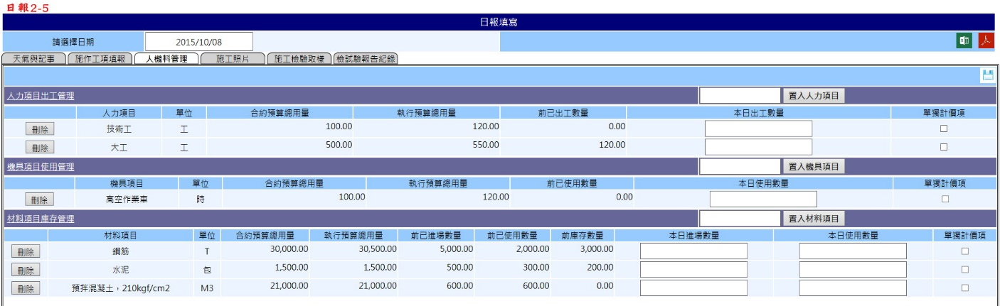 日報2-5
日報填寫
請選擇日期 2015/10/08
天氣與記事 施作工項填報 人機料管理 施工照片 施工檢驗取樣 檢試驗報告紀錄
人力項目出工管理 置入人力項目
人力項目 單位 合約預算總用量 執行預算總用量 前已出工數量 本日出工數量 單獨計價項
刪除 技術工 工 100.00 120.00 0.00
刪除 大工 工 500.00 550.00 120.00
機具項目使用管理 置入機具項目
機具項目 單位 合約預算總用量 執行預算總用量 前已使用數量 本日使用數量 單獨計價項
刪除 高空作業車 時 100.00 120.00 0.00
材料項目庫存管理 置入材料項目
材料項目 單位 合約預算總用量 執行預算總用量 前已進場數量 前已使用數量 前庫存數量 本日進場數量 本日使用數量 單獨計價項
刪除 鋼筋 T 30,000.00 30,500.00 5,000.00 2,000.00 3,000.00
刪除 水泥 包 1,500.00 1,500.00 500.00 300.00 200.00
刪除 預拌混凝土，210kgf/cm2 M3 21,000.00 21,000.00 600.00 600.00 0.00